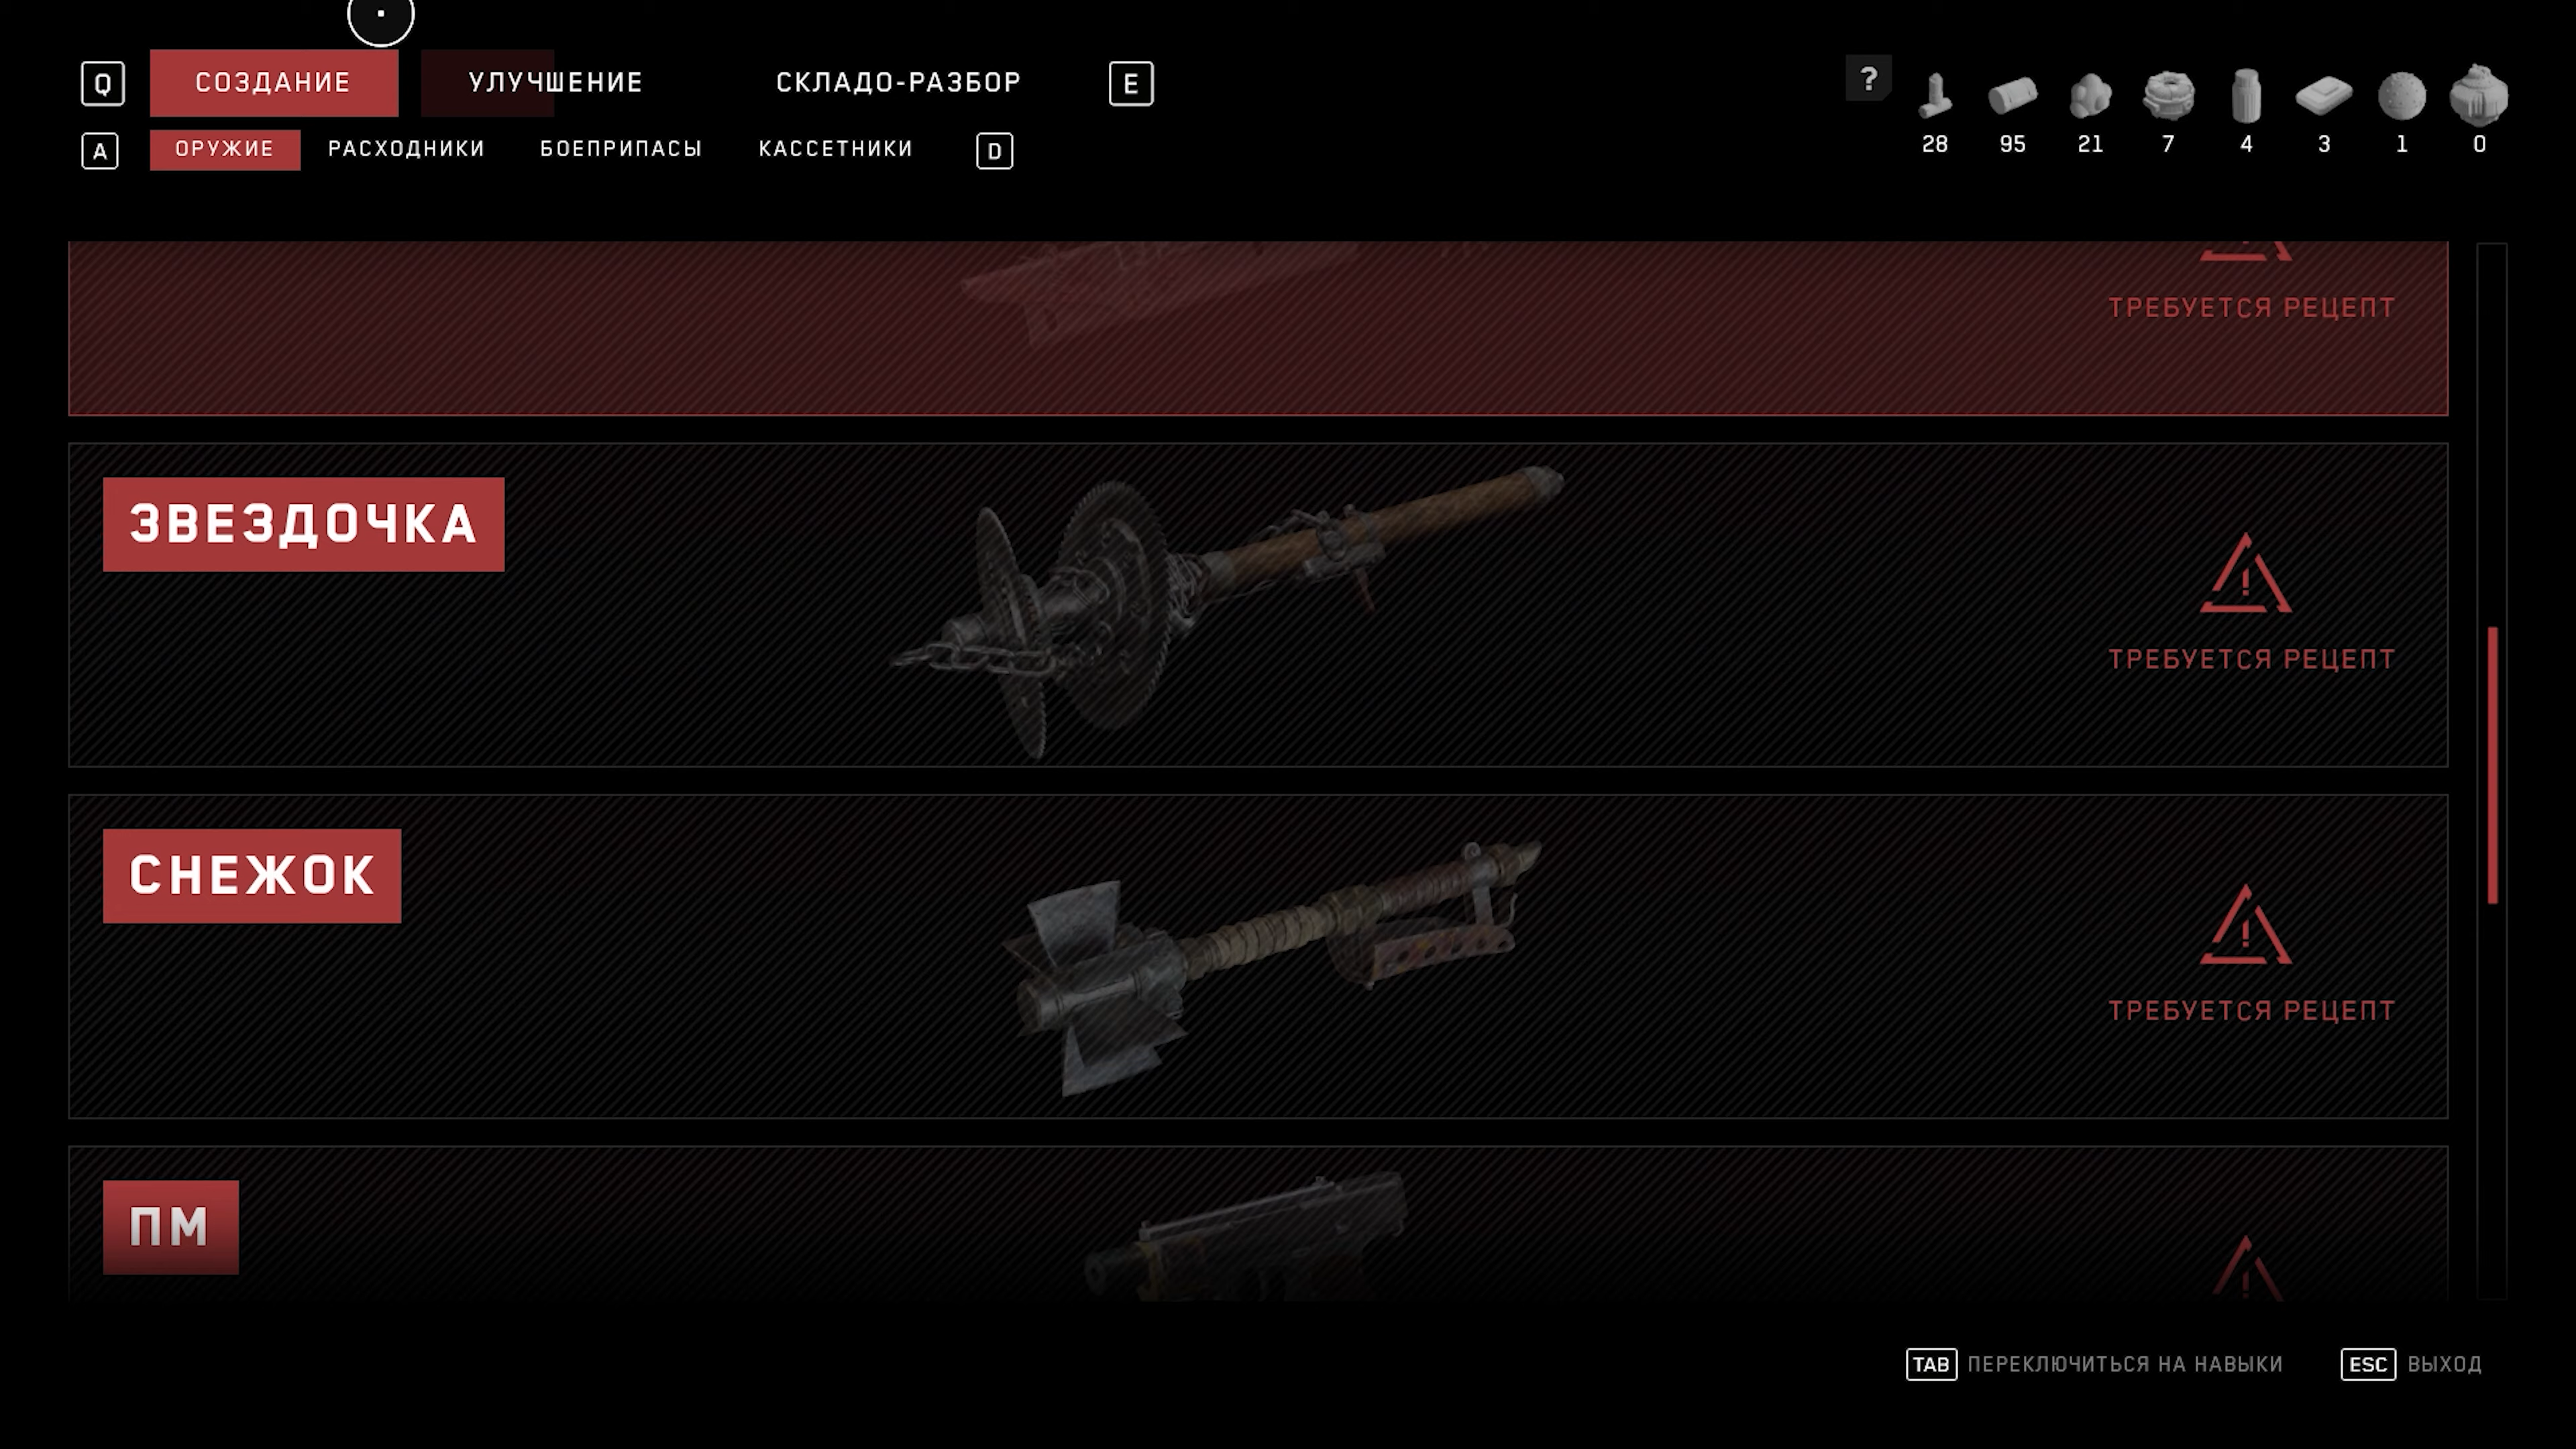 Q СОЗДАНИЕ УЛУЧШЕНИЕ СКЛАДО-РАЗБОР E
A ОРУЖИЕ РАСХОДНИКИ БОЕПРИПАСЫ КАССЕТНИКИ D
?
28 95 21 7 4 3 1 0
ТРЕБУЕТСЯ РЕЦЕПТ
ЗВЕЗДОЧКА
ТРЕБУЕТСЯ РЕЦЕПТ
СНЕЖОК
ТРЕБУЕТСЯ РЕЦЕПТ
ПМ
TAB ПЕРЕКЛЮЧИТЬСЯ НА НАВЫКИ ESC ВЫХОД